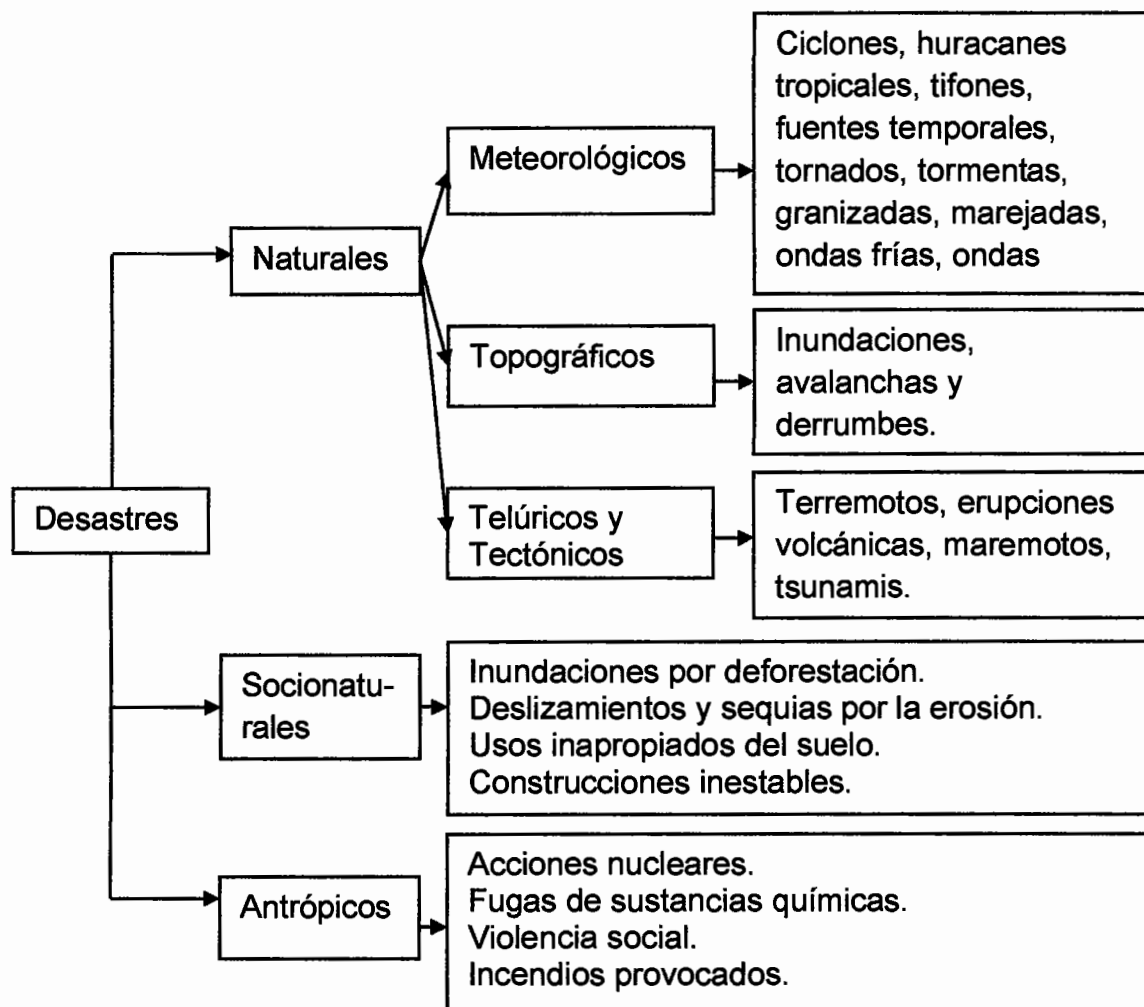 Ciclones, huracanes
tropicales, tifones,
fuentes temporales,
tornados, tormentas,
granizadas, marejadas,
ondas frías, ondas
Meteorológicos
Naturales
Topográficos
Inundaciones,
avalanchas y
derrumbes.
Desastres
Telúricos y
Tectónicos
Terremotos, erupciones
volcánicas, maremotos,
tsunamis.
Socionatu-
rales
Inundaciones por deforestación.
Deslizamientos y sequias por la erosión.
Usos inapropiados del suelo.
Construcciones inestables.
Antrópicos
Acciones nucleares.
Fugas de sustancias químicas.
Violencia social.
Incendios provocados.